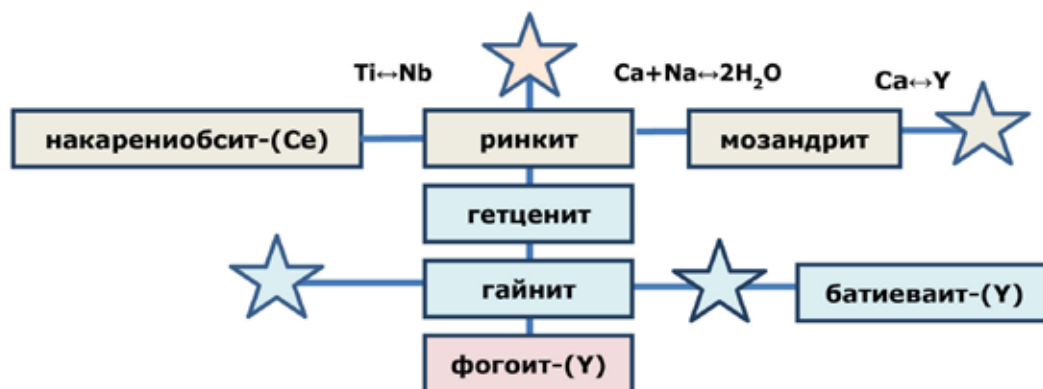 Ti↔Nb
Ca+Na↔2H₂O
Ca↔Y
накарениобсит-(Ce)
ринкит
мозандрит
гетценит
гайнит
батиеваит-(Y)
фогоит-(Y)